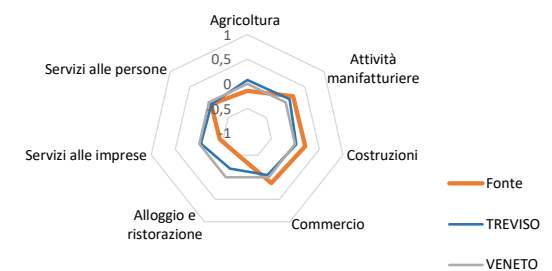 Agricoltura
1
0,5
0
-0,5
-1
Attività
manifatturiere
Costruzioni
Commercio
Alloggio e
ristorazione
Servizi alle imprese
Servizi alle persone
Fonte
TREVISO
VENETO